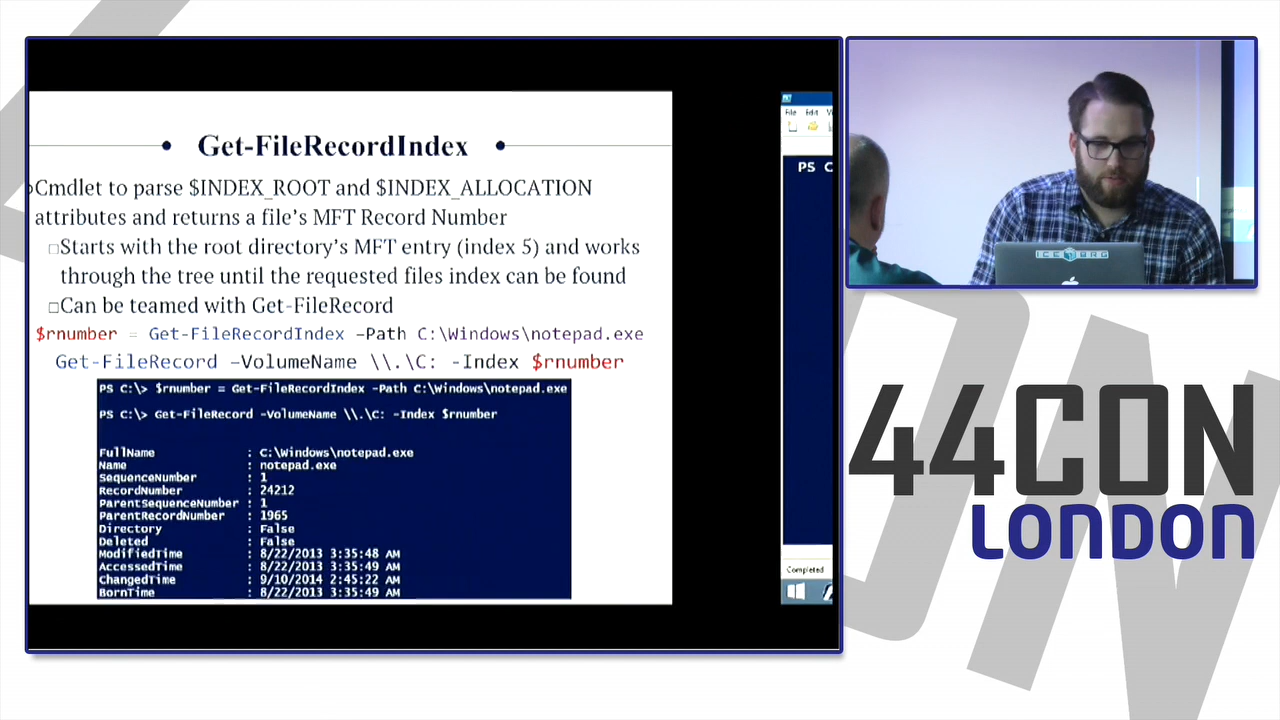 Get-FileRecordIndex
Cmdlet to parse $INDEX_ROOT and $INDEX_ALLOCATION
attributes and returns a file's MFT Record Number
Starts with the root directory's MFT entry (index 5) and works
through the tree until the requested files index can be found
Can be teamed with Get-FileRecord
$rnumber = Get-FileRecordIndex –Path C:\Windows\notepad.exe
Get-FileRecord –VolumeName \\.\C: -Index $rnumber
PS C:\> $rnumber = Get-FileRecordIndex -Path C:\Windows\notepad.exe
PS C:\> Get-FileRecord -VolumeName \\.\C: -Index $rnumber
FullName : C:\Windows\notepad.exe
Name : notepad.exe
SequenceNumber : 1
RecordNumber : 24212
ParentSequenceNumber : 1
ParentRecordNumber : 1965
Directory : False
Deleted : False
ModifiedTime : 8/22/2013 3:35:48 AM
AccessedTime : 8/22/2013 3:35:49 AM
ChangedTime : 9/10/2014 2:45:22 AM
BornTime : 8/22/2013 3:35:49 AM
File Edit V
PS C
Completed
ICEBRG
44CON
LONDON